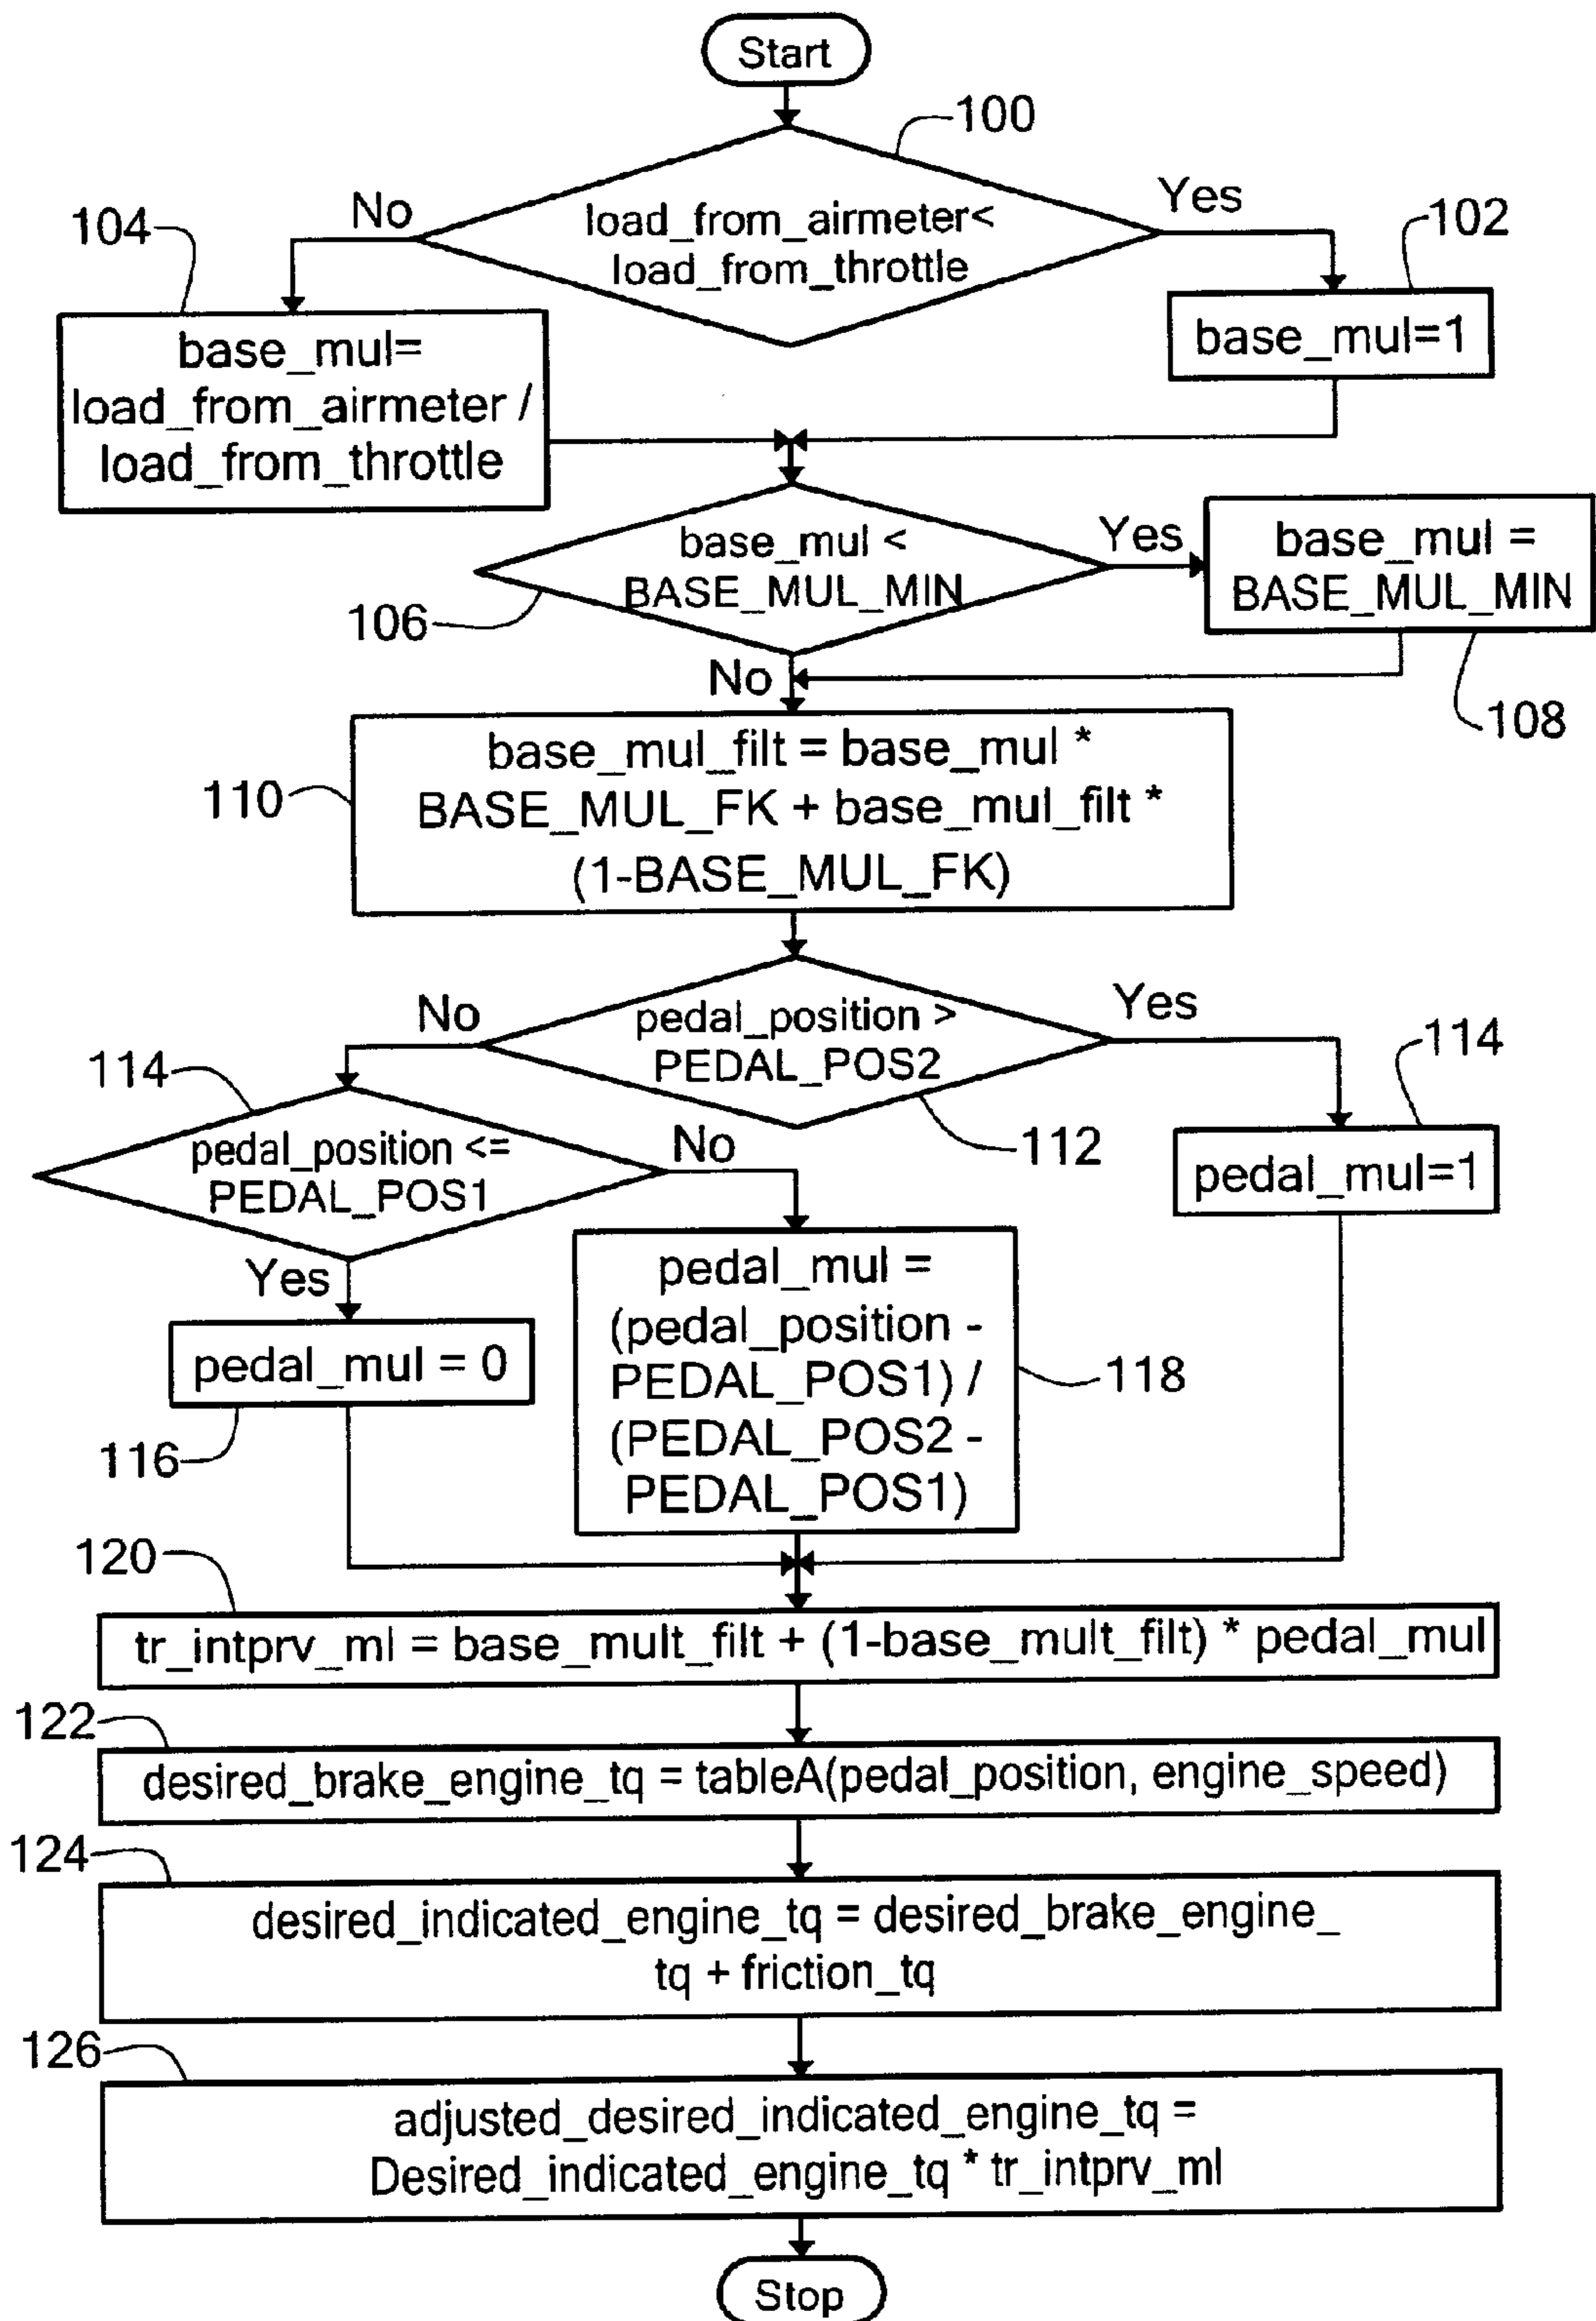 Start
100
load_from_airmeter<
load_from_throttle
No
Yes
104
102
base_mul=
load_from_airmeter /
load_from_throttle
base_mul=1
base_mul <
BASE_MUL_MIN
Yes
106
No
base_mul =
BASE_MUL_MIN
108
110
base_mul_filt = base_mul *
BASE_MUL_FK + base_mul_filt *
(1-BASE_MUL_FK)
No
pedal_position >
PEDAL_POS2
Yes
112
114
pedal_position <=
PEDAL_POS1
No
Yes
114
pedal_mul=1
pedal_mul = 0
116
pedal_mul =
(pedal_position -
PEDAL_POS1) /
(PEDAL_POS2 -
PEDAL_POS1)
118
120
tr_intprv_ml = base_mult_filt + (1-base_mult_filt) * pedal_mul
122
desired_brake_engine_tq = tableA(pedal_position, engine_speed)
124
desired_indicated_engine_tq = desired_brake_engine_
tq + friction_tq
126
adjusted_desired_indicated_engine_tq =
Desired_indicated_engine_tq * tr_intprv_ml
Stop